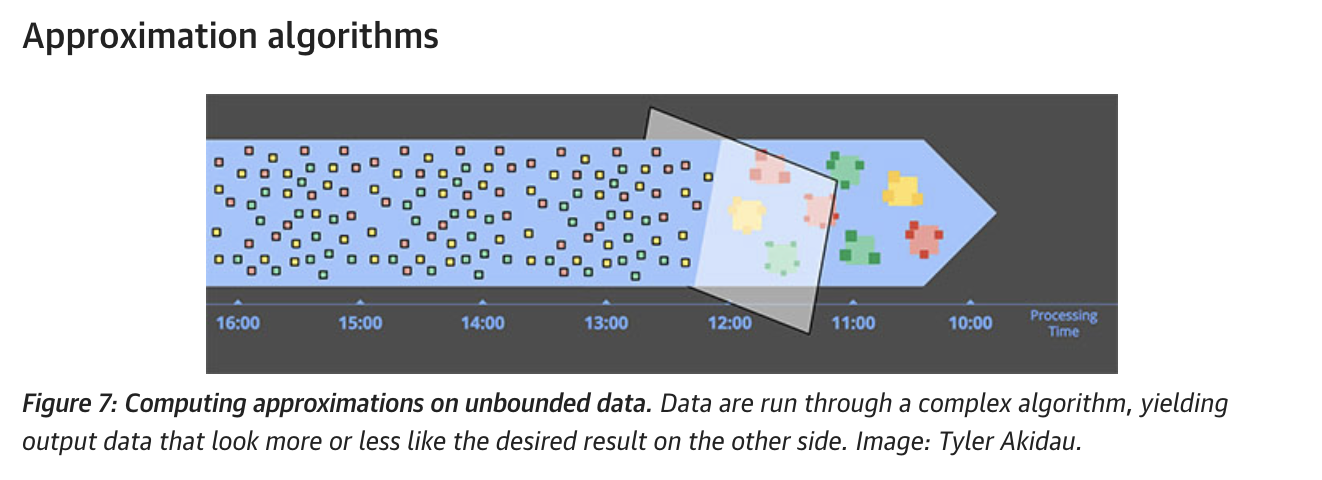 Approximation algorithms
16:00 15:00 14:00 13:00 12:00 11:00 10:00 Processing
Time
Figure 7: Computing approximations on unbounded data. Data are run through a complex algorithm, yielding
output data that look more or less like the desired result on the other side. Image: Tyler Akidau.